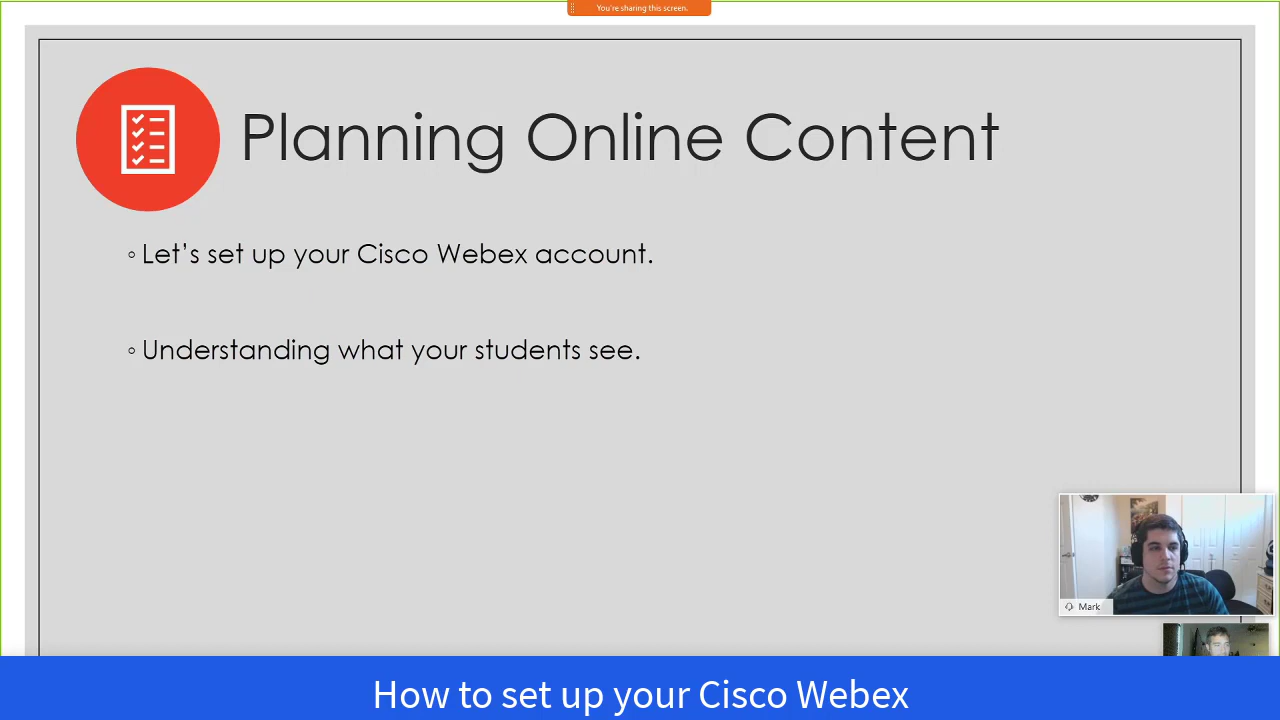 You're sharing this screen.
Planning Online Content
◦ Let’s set up your Cisco Webex account.
◦ Understanding what your students see.
Mark
How to set up your Cisco Webex